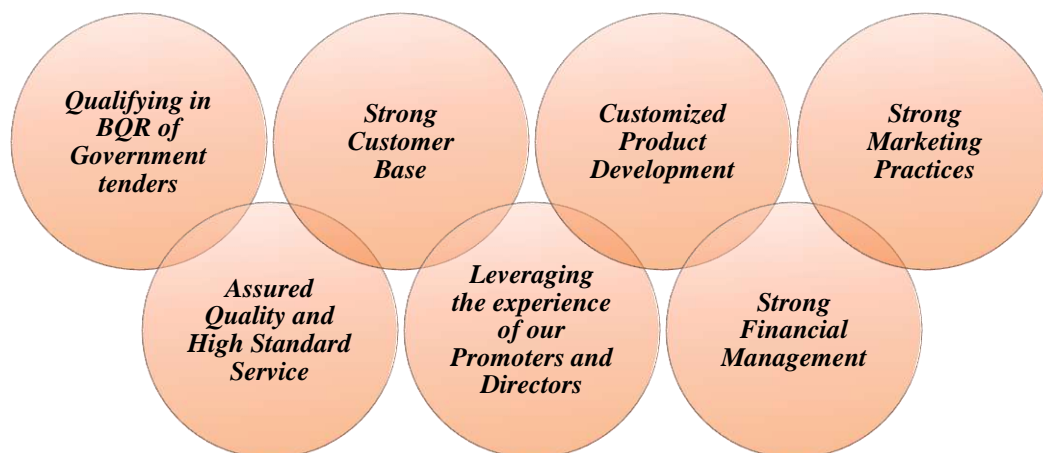 Qualifying in
BQR of
Government
tenders
Strong
Customer
Base
Customized
Product
Development
Strong
Marketing
Practices
Assured
Quality and
High Standard
Service
Leveraging
the experience
of our
Promoters and
Directors
Strong
Financial
Management